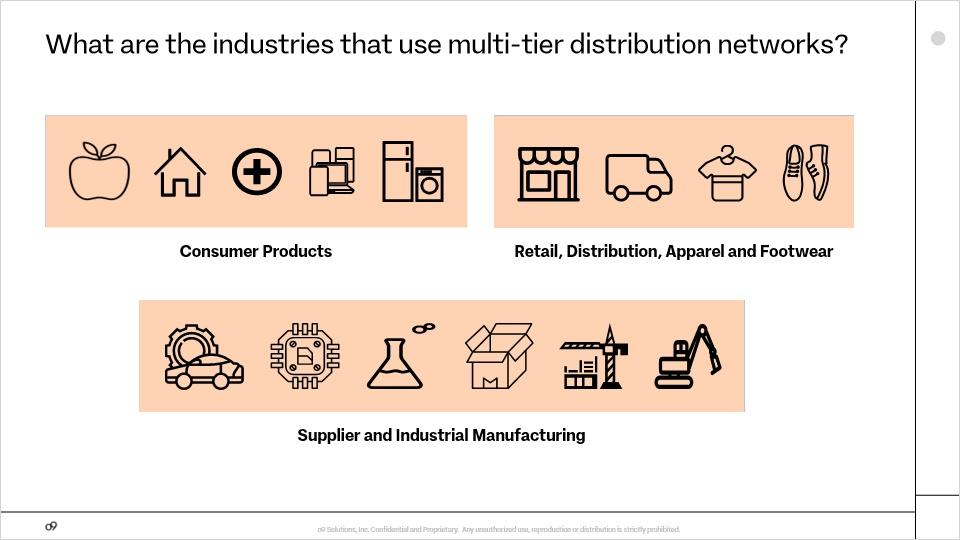 What are the industries that use multi-tier distribution networks?
Consumer Products
Retail, Distribution, Apparel and Footwear
Supplier and Industrial Manufacturing
o9
o9 Solutions, Inc. Confidential and Proprietary. Any unauthorized use, reproduction or distribution is strictly prohibited.